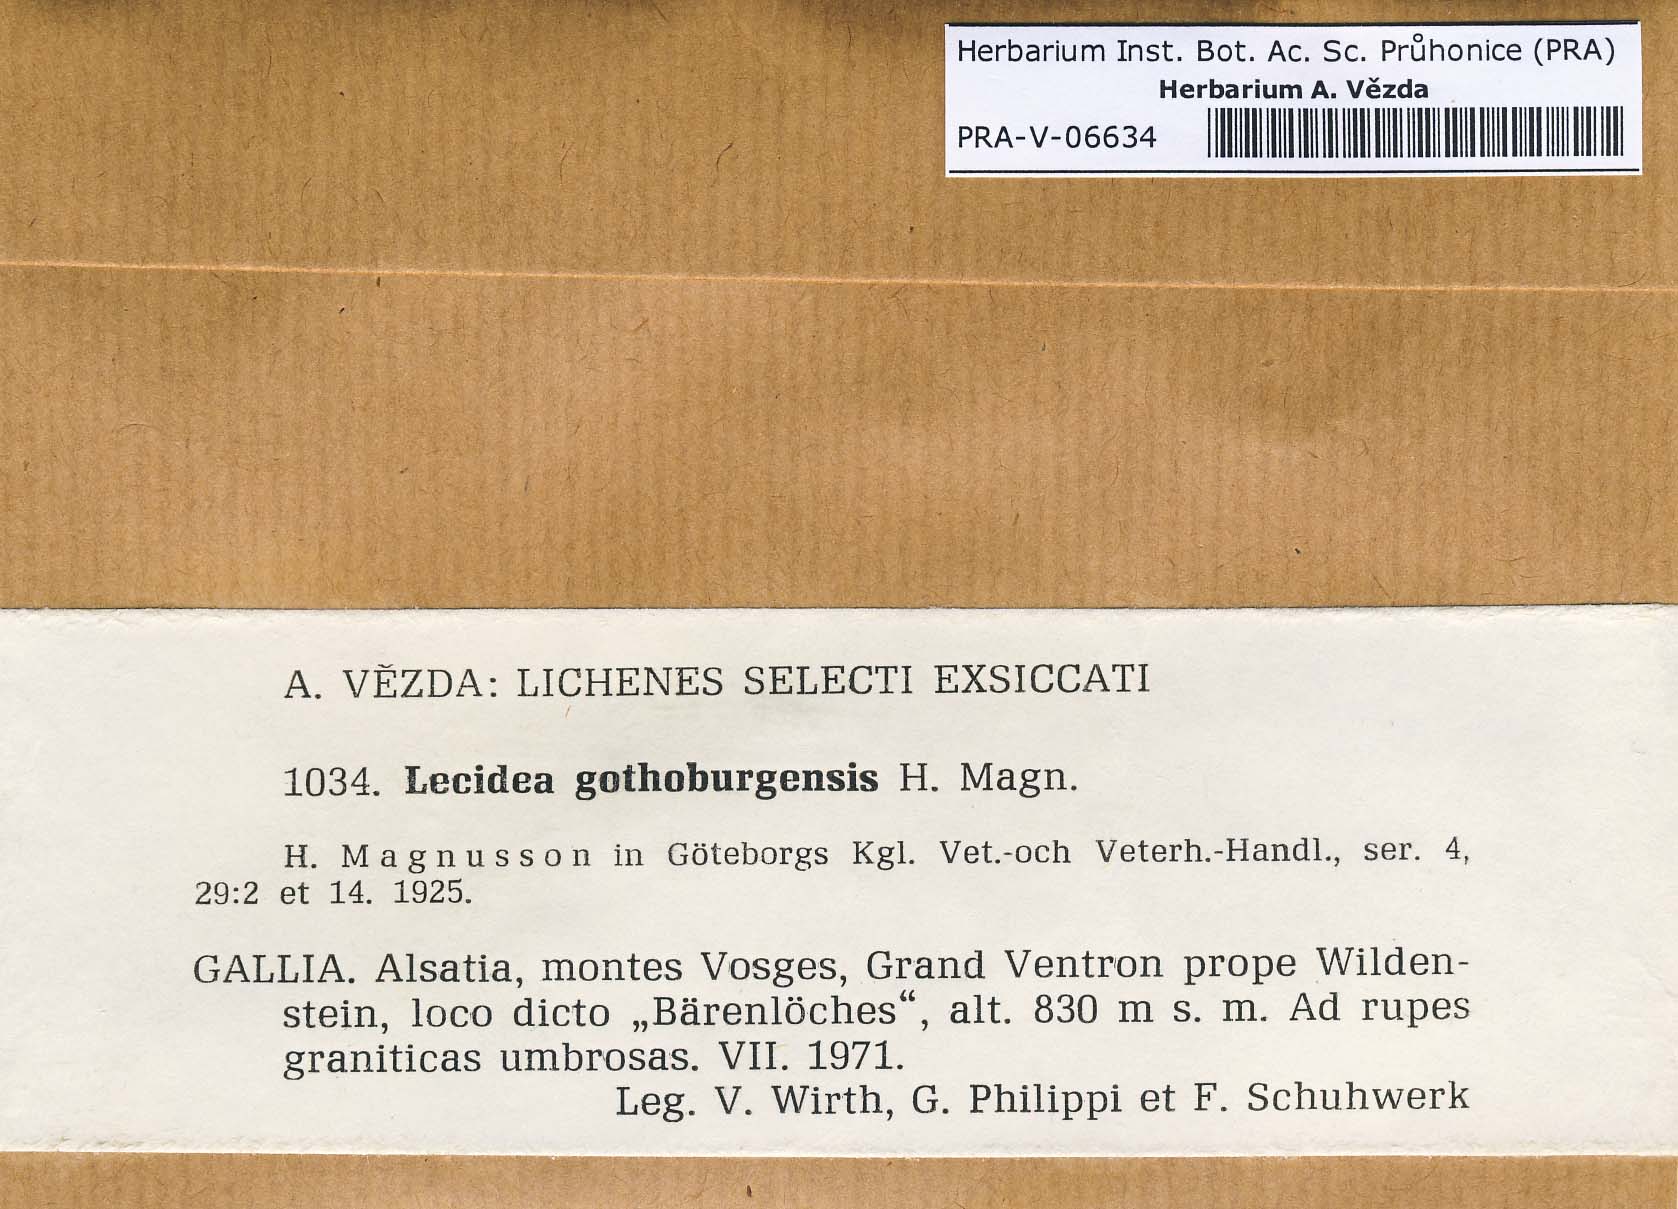 Herbarium Inst. Bot. Ac. Sc. Průhonice (PRA)
Herbarium A. Vězda
PRA-V-06634
A. VĚZDA: LICHENES SELECTI EXSICCATI
1034. Lecidea gothoburgensis H. Magn.
H. Magnusson in Göteborgs Kgl. Vet.-och Veterh.-Handl., ser. 4,
29:2 et 14. 1925.
GALLIA. Alsatia, montes Vosges, Grand Ventron prope Wilden-
stein, loco dicto „Bärenlöches“, alt. 830 m s. m. Ad rupes
graniticas umbrosas. VII. 1971.
Leg. V. Wirth, G. Philippi et F. Schuhwerk